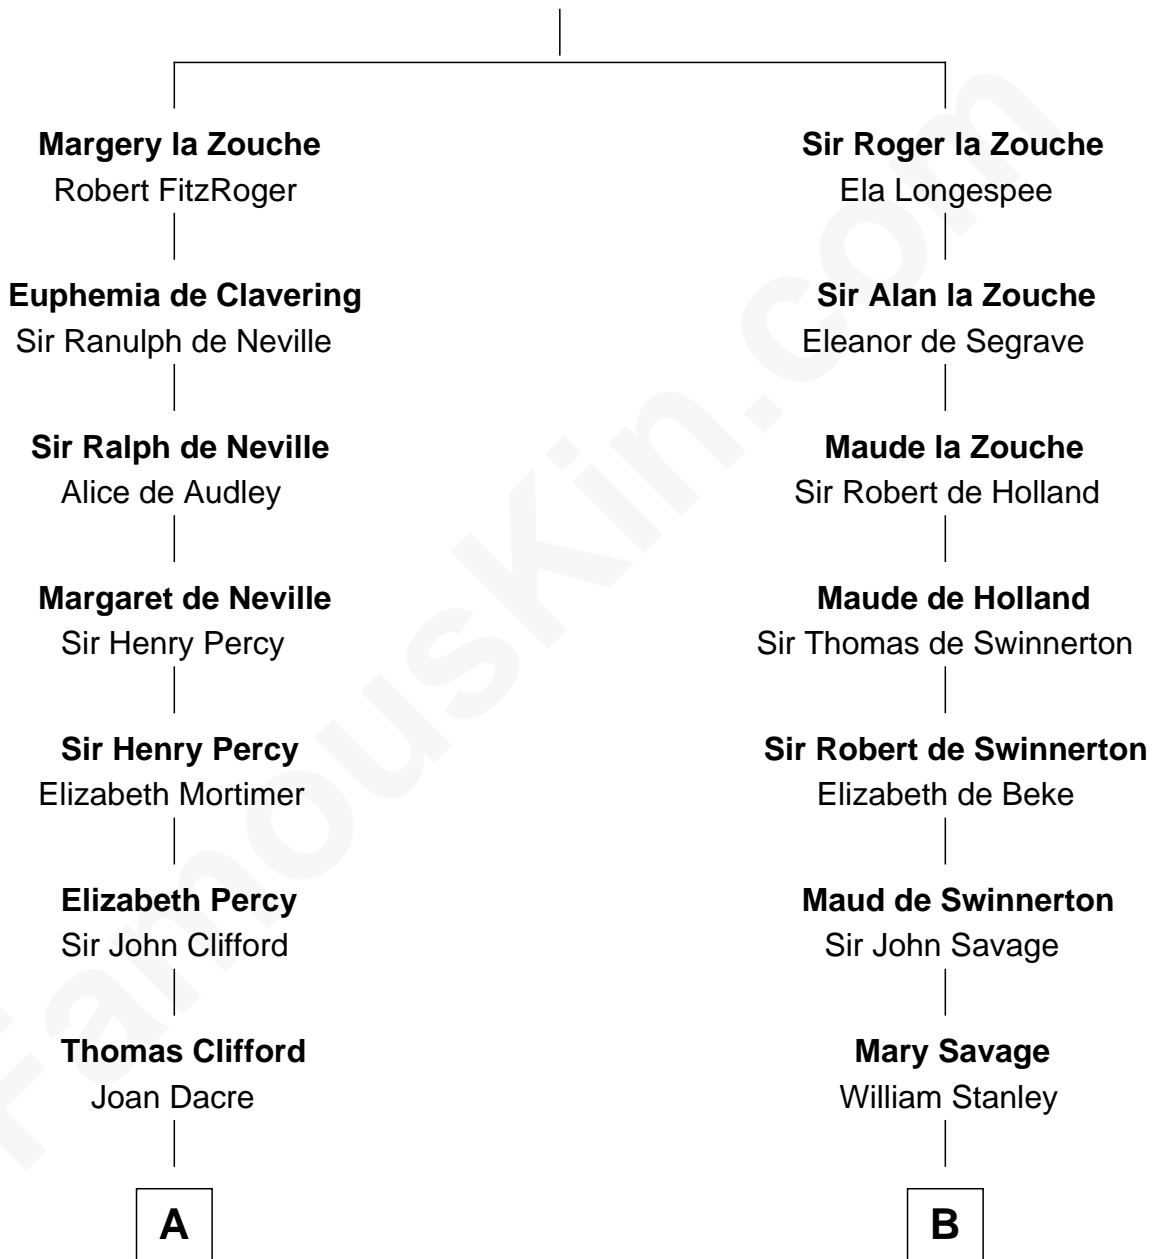 Margery la Zouche
Robert FitzRoger
Euphemia de Clavering
Sir Ranulph de Neville
Sir Ralph de Neville
Alice de Audley
Margaret de Neville
Sir Henry Percy
Sir Henry Percy
Elizabeth Mortimer
Elizabeth Percy
Sir John Clifford
Thomas Clifford
Joan Dacre
A
Sir Roger la Zouche
Ela Longespee
Sir Alan la Zouche
Eleanor de Segrave
Maude la Zouche
Sir Robert de Holland
Maude de Holland
Sir Thomas de Swinnerton
Sir Robert de Swinnerton
Elizabeth de Beke
Maud de Swinnerton
Sir John Savage
Mary Savage
William Stanley
B
FamousKin.com